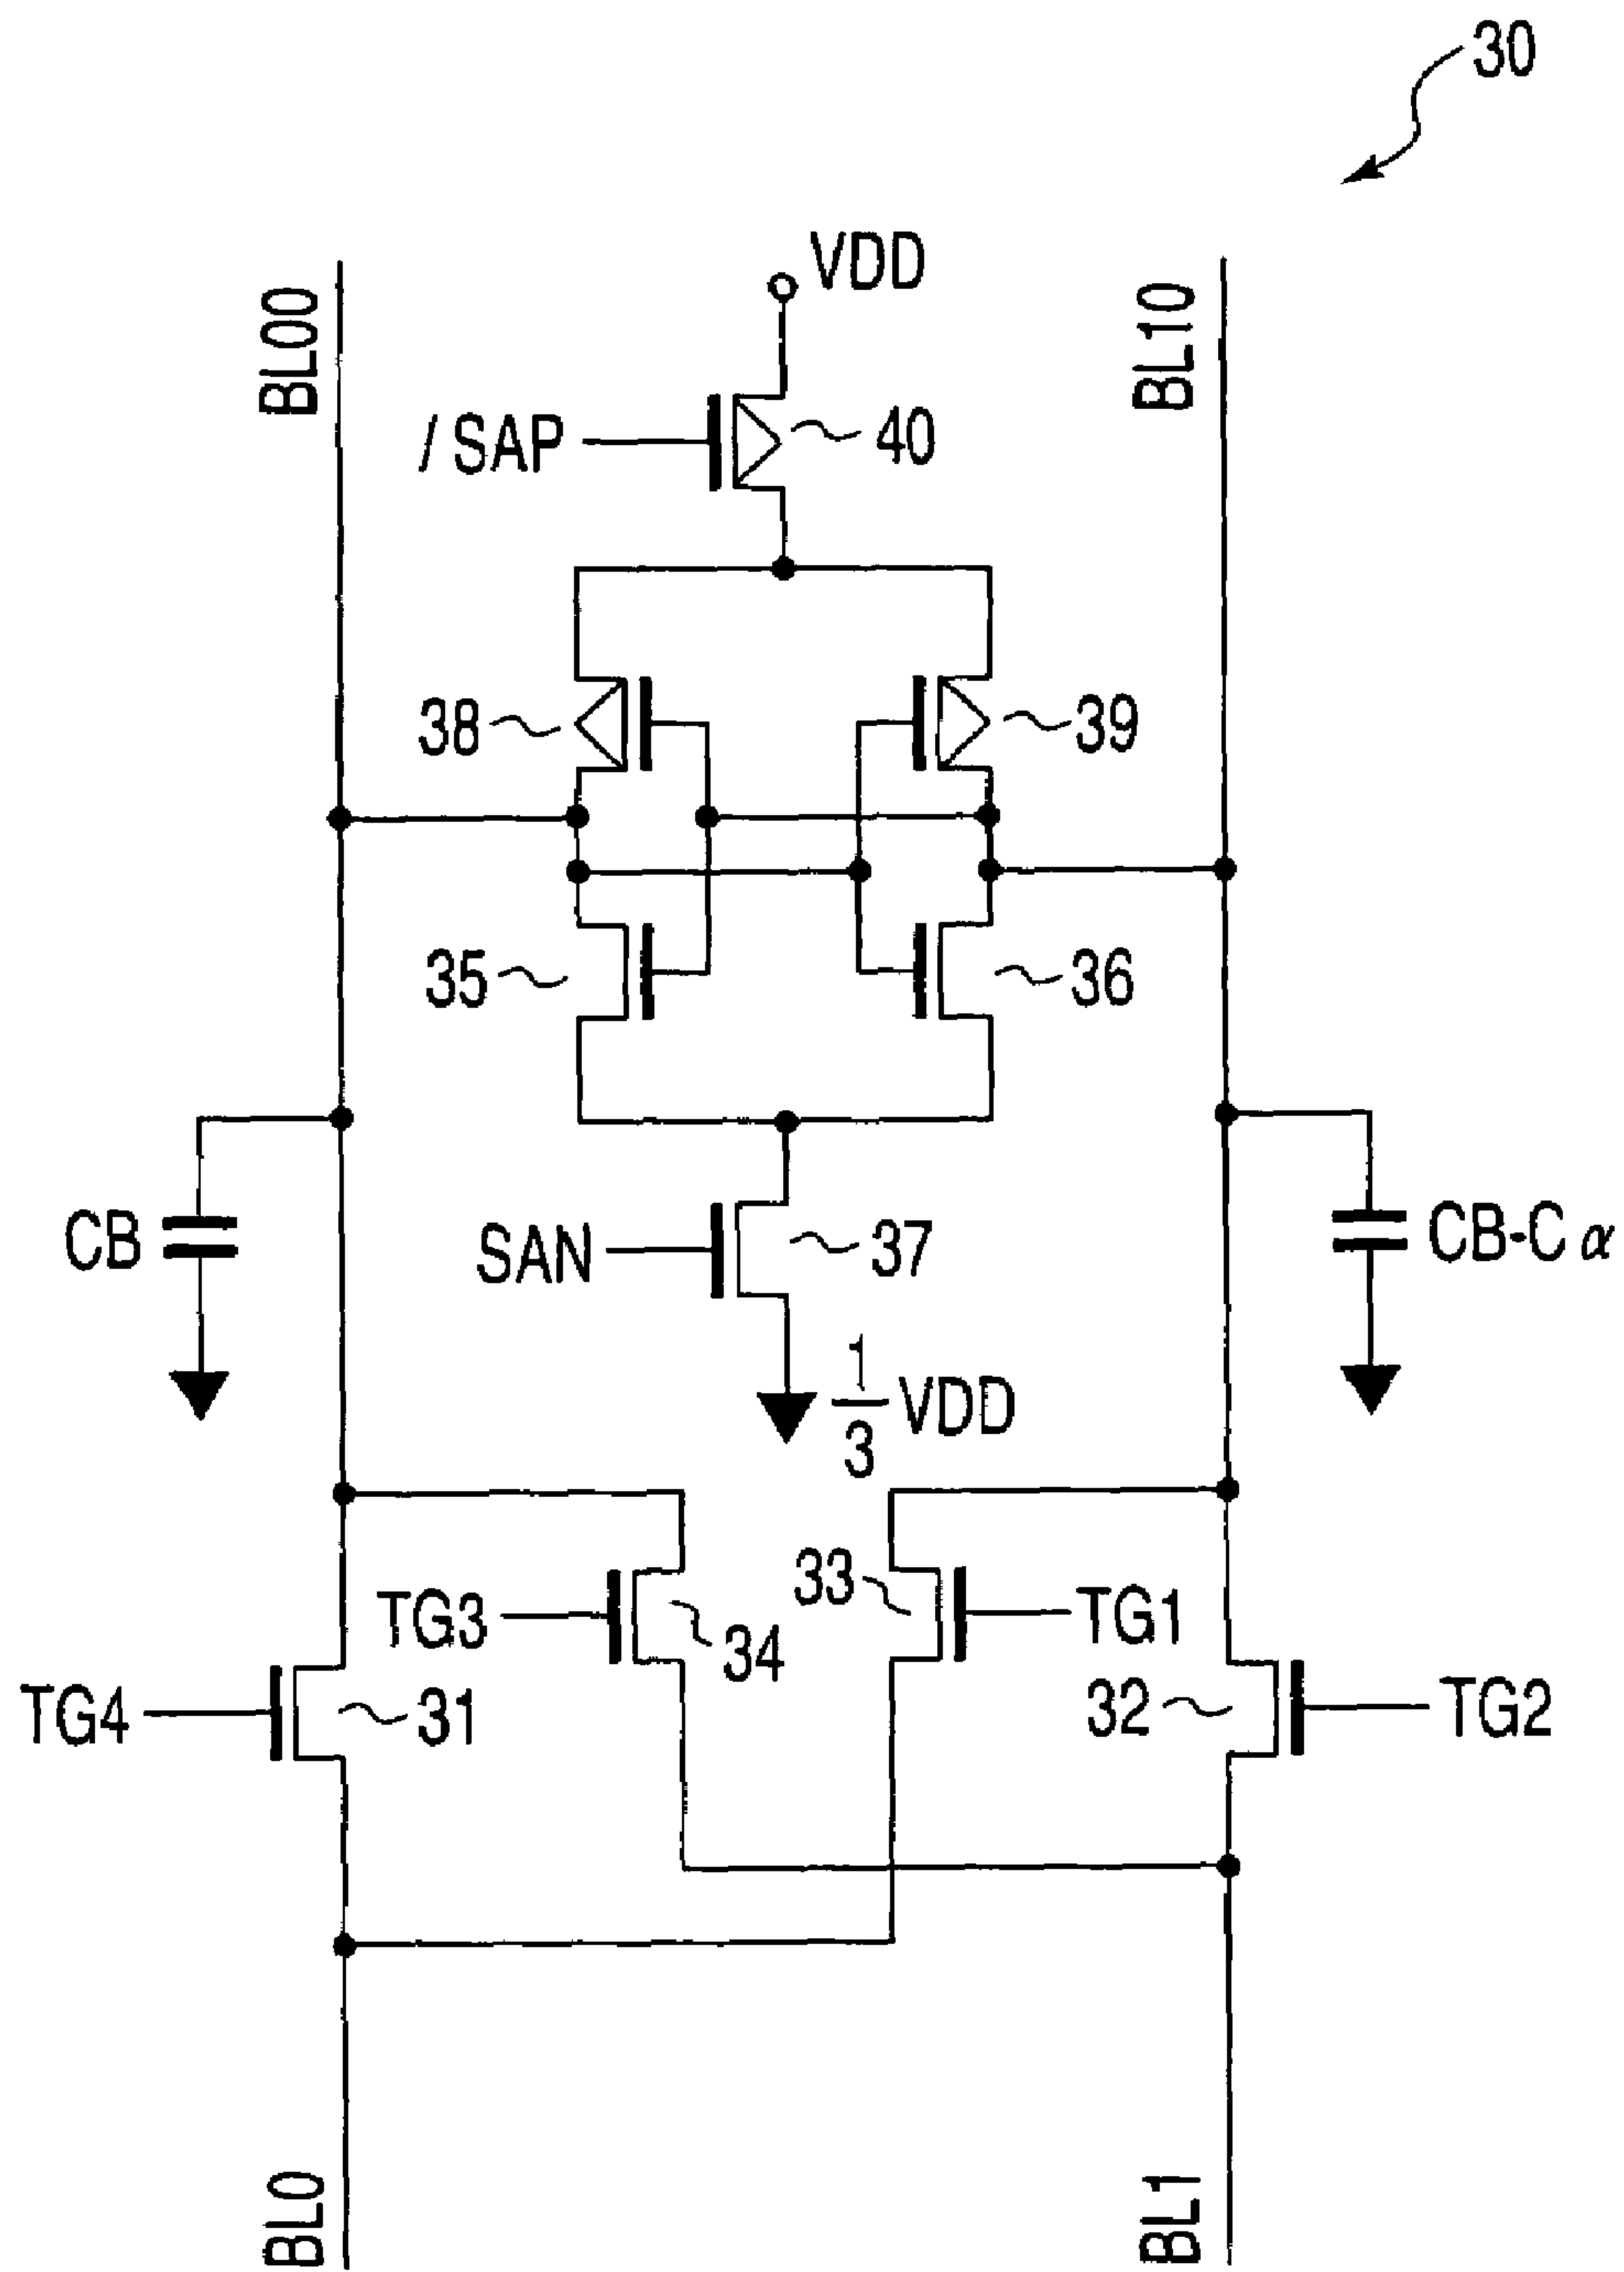 30
VDD
BL00
BL10
/SAP
40
38
39
35
36
CB
SAN
37
CB-Cα
1/3 VDD
TG3
34
33
TG1
TG4
31
32
TG2
BL0
BL1